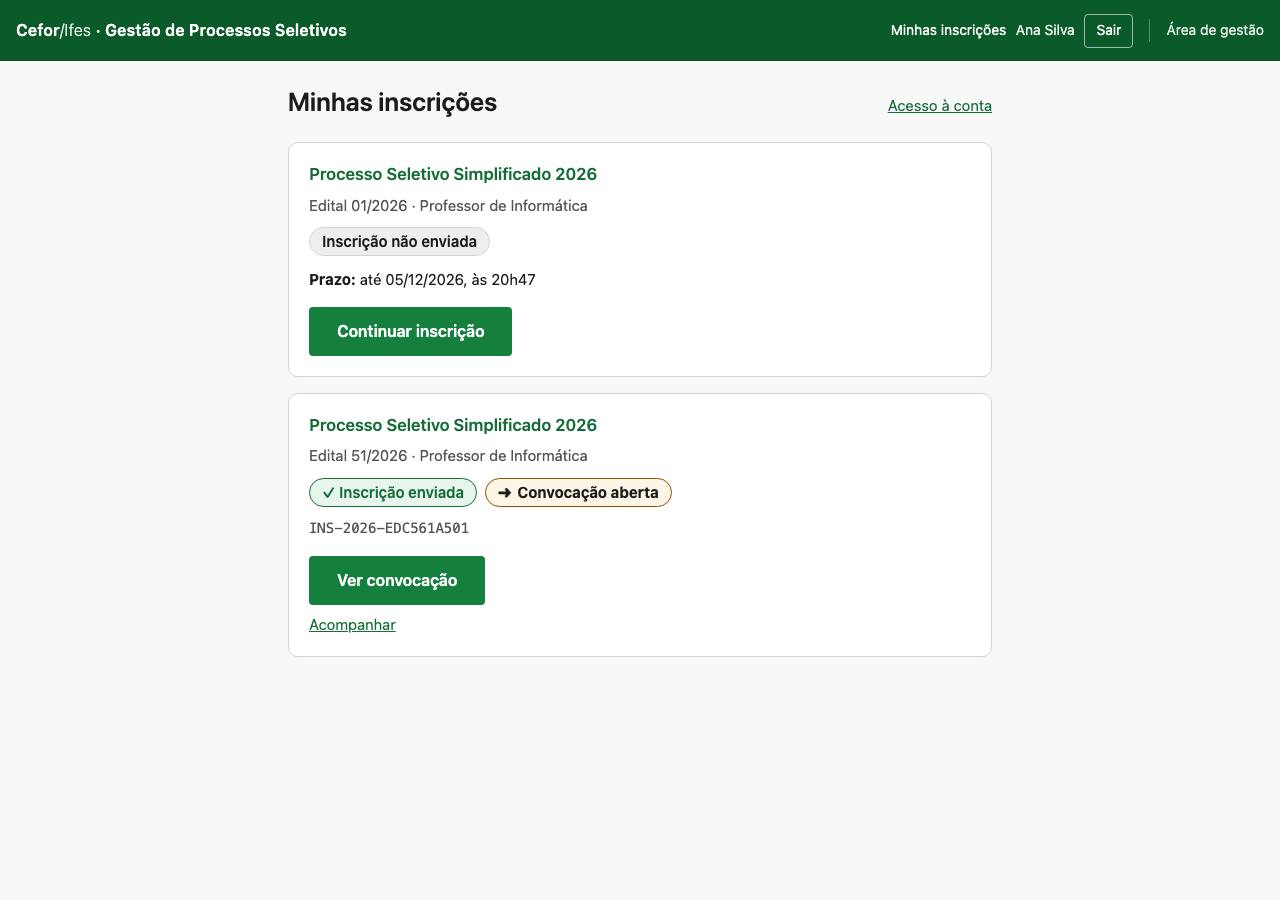 Cefor/Ifes · Gestão de Processos Seletivos
Minhas inscrições Ana Silva Sair Área de gestão
Minhas inscrições
Acesso à conta
Processo Seletivo Simplificado 2026
Edital 01/2026 · Professor de Informática
Inscrição não enviada
Prazo: até 05/12/2026, às 20h47
Continuar inscrição
Processo Seletivo Simplificado 2026
Edital 51/2026 · Professor de Informática
✓ Inscrição enviada ➜ Convocação aberta
INS-2026-EDC561A501
Ver convocação
Acompanhar